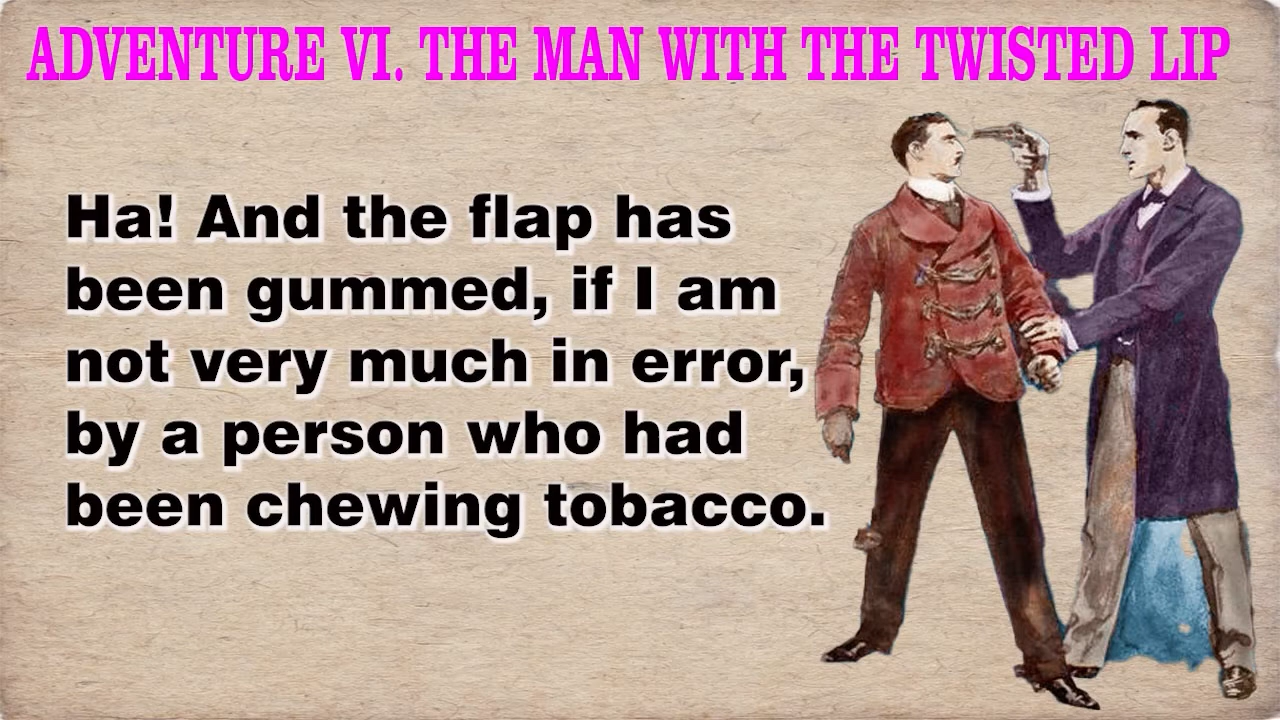 ADVENTURE VI. THE MAN WITH THE TWISTED LIP
Ha! And the flap has
been gummed, if I am
not very much in error,
by a person who had
been chewing tobacco.